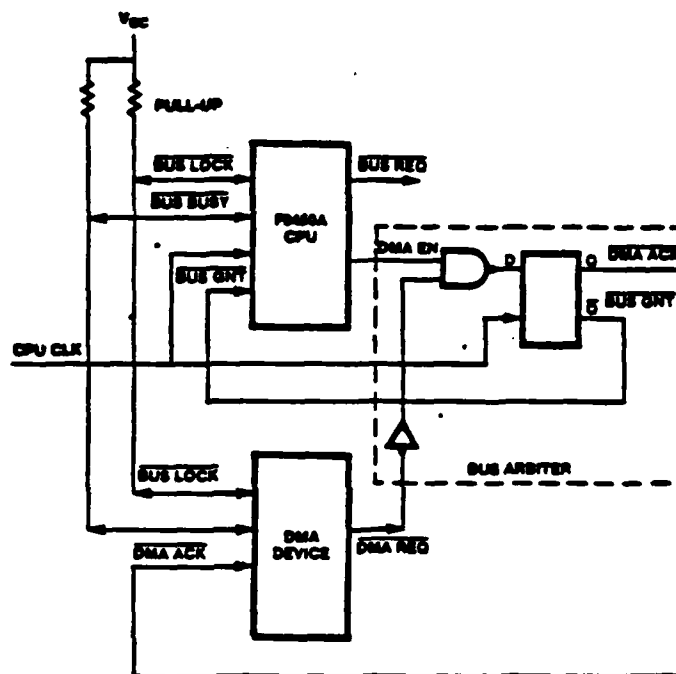 VCC
PULL-UP
BUS LOCK
BUS REQ
BUS BUSY
F9450A
CPU
DMA EN
D
Q
DMA ACK
BUS GNT
Q
BUS GNT
CPU CLK
BUS LOCK
BUS ARBITER
DMA ACK
DMA
DEVICE
DMA REQ